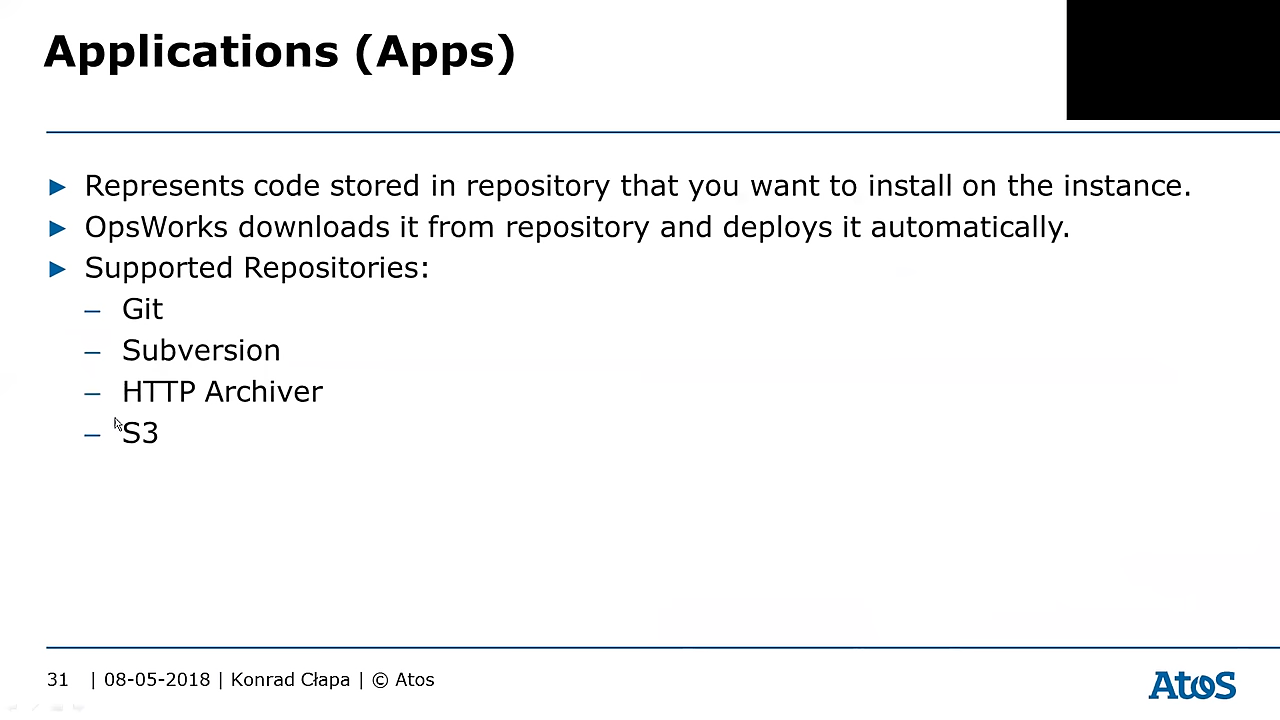 Applications (Apps)
► Represents code stored in repository that you want to install on the instance.
► OpsWorks downloads it from repository and deploys it automatically.
► Supported Repositories:
– Git
– Subversion
– HTTP Archiver
– S3
31 | 08-05-2018 | Konrad Cłapa | © Atos
Atos